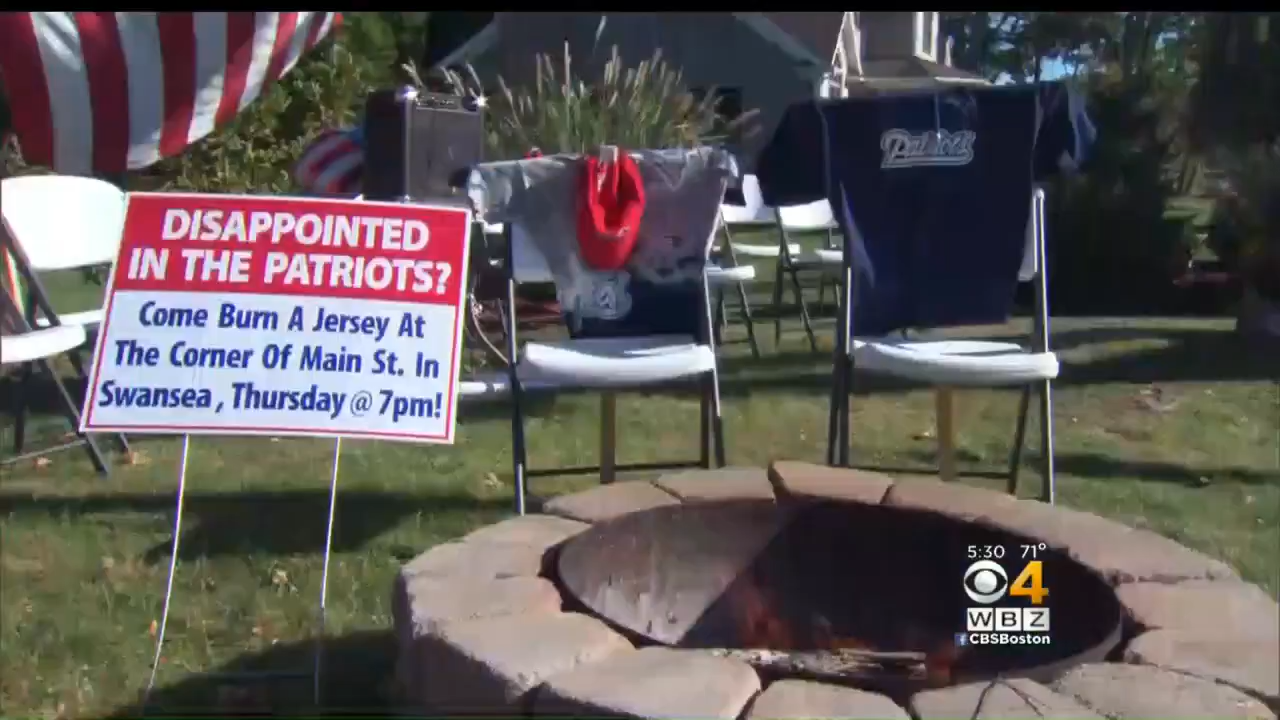 DISAPPOINTED
IN THE PATRIOTS?
Come Burn A Jersey At
The Corner Of Main St. In
Swansea, Thursday @ 7pm!
Patriots
5:30 71°
4
WBZ
f CBSBoston